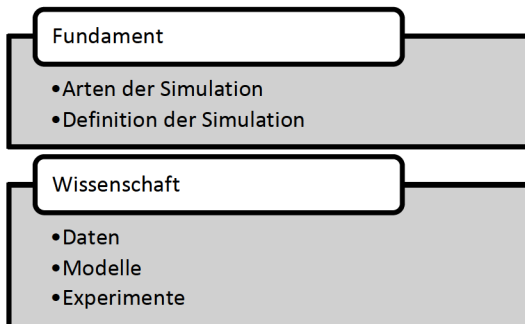 Fundament
•Arten der Simulation
•Definition der Simulation
Wissenschaft
•Daten
•Modelle
•Experimente